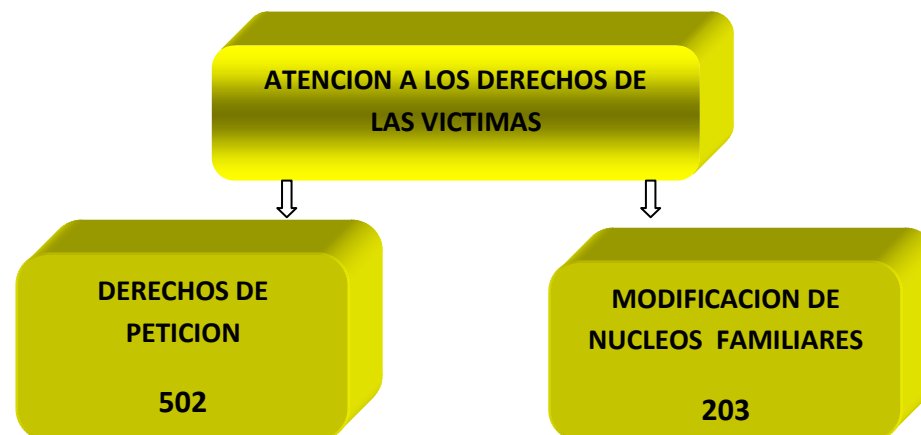 ATENCION A LOS DERECHOS DE
LAS VICTIMAS
DERECHOS DE
PETICION
502
MODIFICACION DE
NUCLEOS  FAMILIARES
203